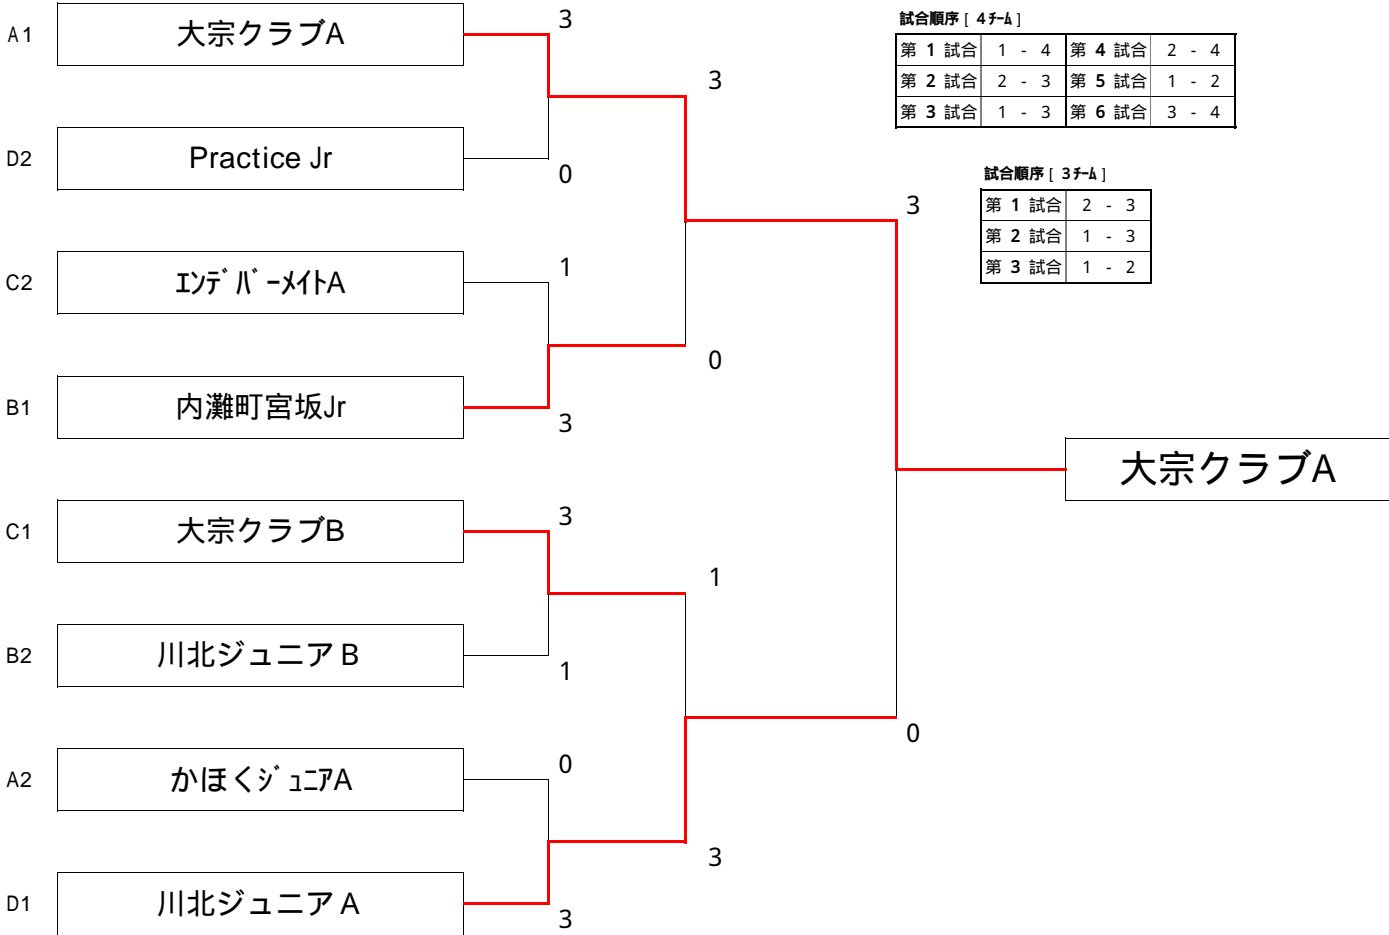 試合順序 [ 4ﾁｰﾑ ]
第 1 試合 1 - 4 第 4 試合 2 - 4
第 2 試合 2 - 3 第 5 試合 1 - 2
第 3 試合 1 - 3 第 6 試合 3 - 4
試合順序 [ 3ﾁｰﾑ ]
第 1 試合 2 - 3
第 2 試合 1 - 3
第 3 試合 1 - 2
A1 大宗クラブA 3
3
D2 Practice Jr 0
3
C2 ｴﾝﾃﾞﾊﾞｰﾒｲﾄA 1
0
B1 内灘町宮坂Jr 3
大宗クラブA
C1 大宗クラブB 3
1
B2 川北ジュニアB 1
0
A2 かほくｼﾞｭﾆｱA 0
3
D1 川北ジュニアA 3